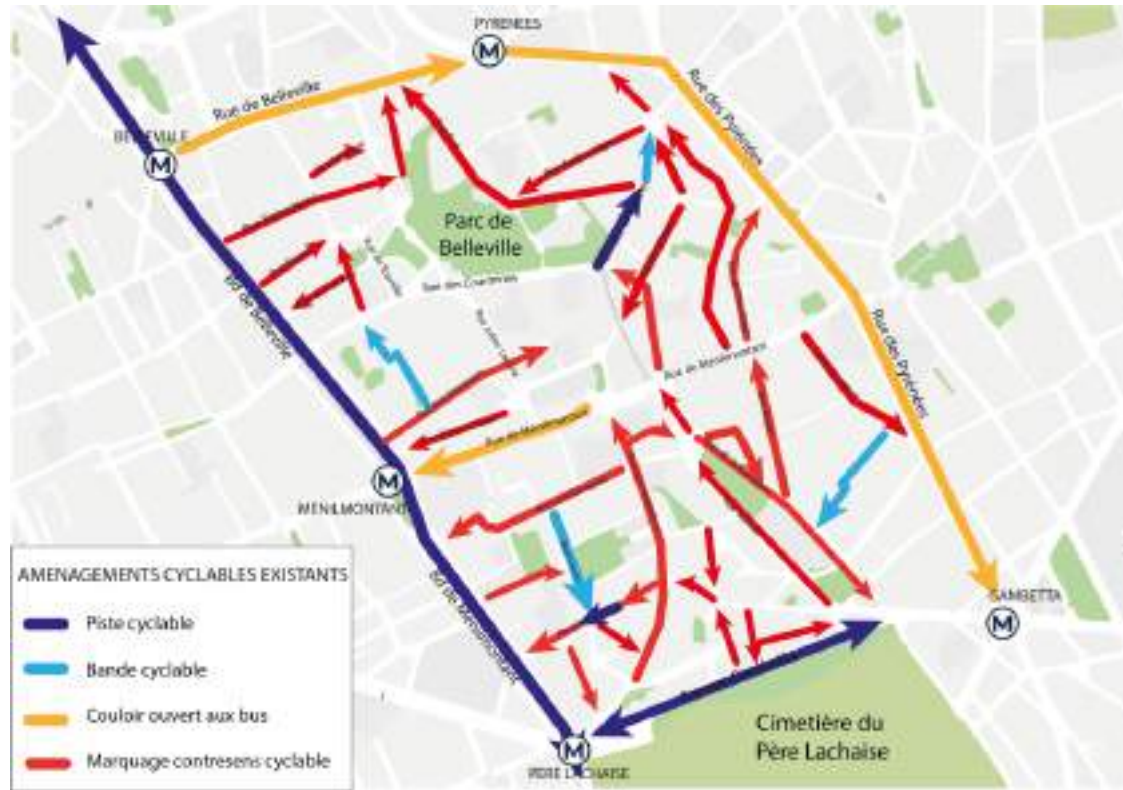 PYRENEES
M
Rue de Belleville
Rue des Pyrénées
BELLEVILLE
M
Parc de
Belleville
Rue des Couronnes
Bd de Belleville
Rue de Ménilmontant
Rue des Pyrénées
Rue de Ménilmontant
M
MENILMONTANT
Bd de Ménilmontant
GAMBETTA
M
Cimetière du
Père Lachaise
M
PÈRE LACHAISE
AMENAGEMENTS CYCLABLES EXISTANTS
Piste cyclable
Bande cyclable
Couloir ouvert aux bus
Marquage contresens cyclable